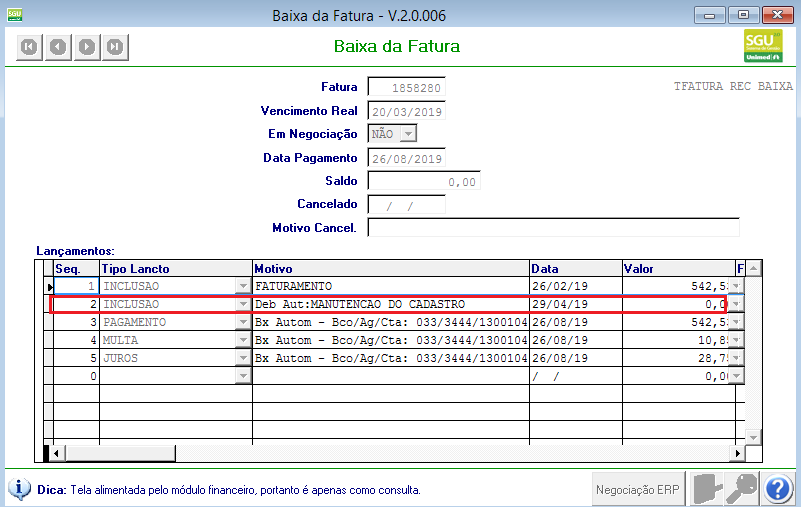 Baixa da Fatura - V.2.0.006
Baixa da Fatura
SGU
Unimed
Fatura 1858280 TFATURA REC BAIXA
Vencimento Real 20/03/2019
Em Negociação NÃO
Data Pagamento 26/08/2019
Saldo 0,00
Cancelado / /
Motivo Cancel.
Lançamentos:
Seq. Tipo Lancto Motivo Data Valor F
1 INCLUSAO FATURAMENTO 26/02/19 542,5
2 INCLUSAO Deb Aut:MANUTENCAO DO CADASTRO 29/04/19 0,0
3 PAGAMENTO Bx Autom - Bco/Ag/Cta: 033/3444/1300104 26/08/19 542,5
4 MULTA Bx Autom - Bco/Ag/Cta: 033/3444/1300104 26/08/19 10,8
5 JUROS Bx Autom - Bco/Ag/Cta: 033/3444/1300104 26/08/19 28,7
0 / / 0,0
Dica: Tela alimentada pelo módulo financeiro, portanto é apenas como consulta.
Negociação ERP